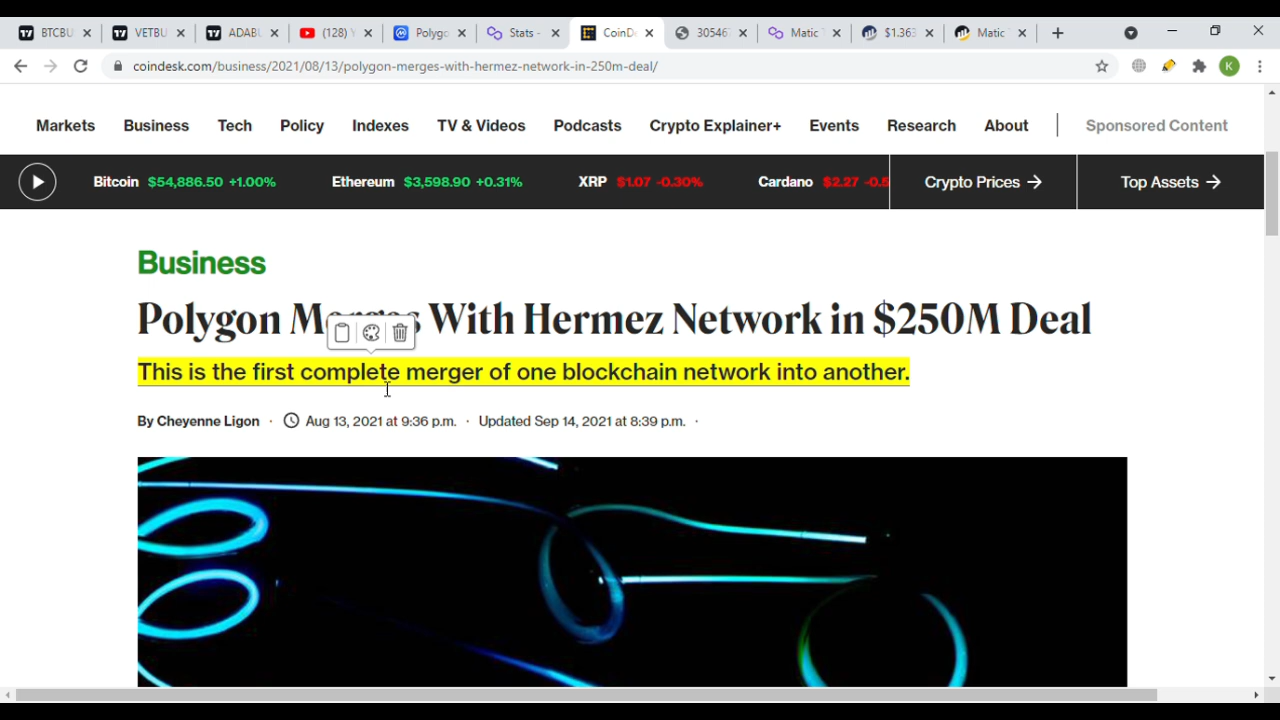 BTCBU
VETBU
ADABU
(128) Y
Polygo
Stats -
CoinDe
305467
Matic
$1.363
Matic
coindesk.com/business/2021/08/13/polygon-merges-with-hermez-network-in-250m-deal/
K
Markets Business Tech Policy Indexes TV & Videos Podcasts Crypto Explainer+ Events Research About Sponsored Content
Bitcoin $54,886.50 +1.00% Ethereum $3,598.90 +0.31% XRP $1.07 -0.30% Cardano $2.27 -0.5 Crypto Prices → Top Assets →
Business
Polygon Merges With Hermez Network in $250M Deal
This is the first complete merger of one blockchain network into another.
By Cheyenne Ligon · Aug 13, 2021 at 9:36 p.m. · Updated Sep 14, 2021 at 8:39 p.m. ·